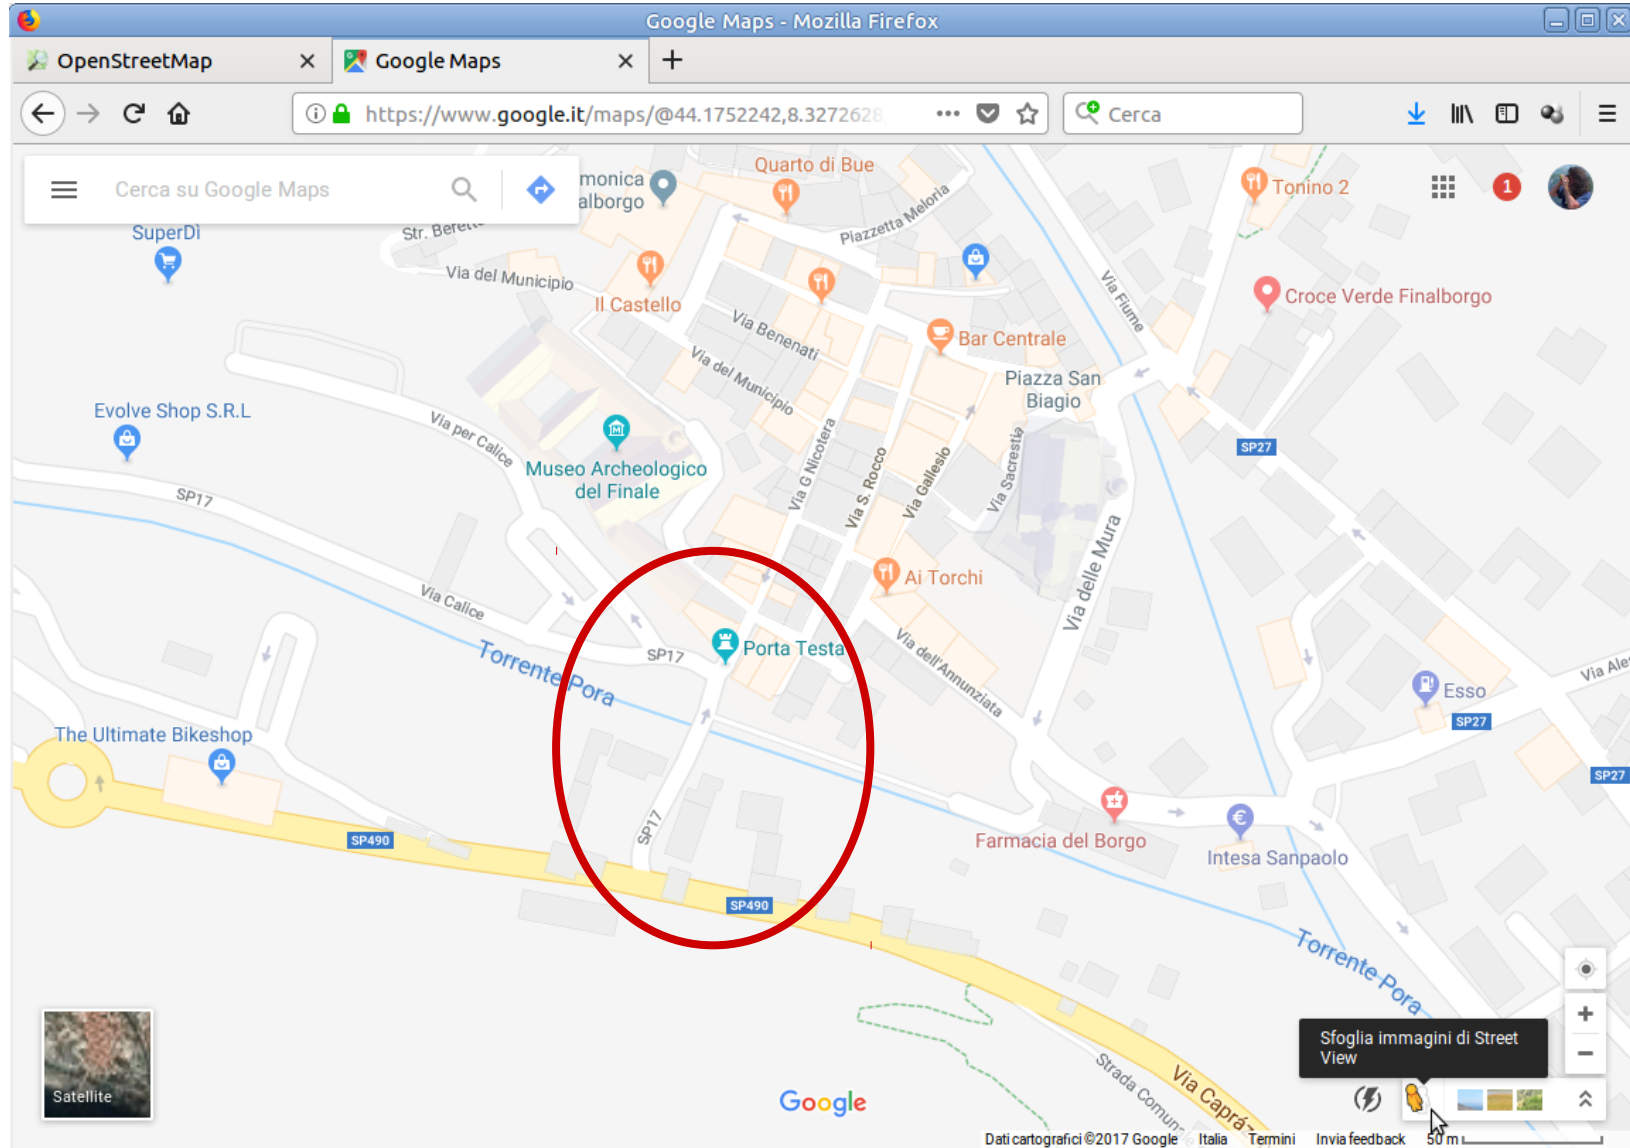 Google Maps - Mozilla Firefox
OpenStreetMap
Google Maps
https://www.google.it/maps/@44.1752242,8.3272628
Cerca
Cerca su Google Maps
monica
alborgo
Quarto di Bue
Tonino 2
1
SuperDì
Str.
Piazzetta Meloria
Via del Municipio
Il Castello
Via Fiume
Croce Verde Finalborgo
Via Benenati
Bar Centrale
Via del Municipio
Piazza San
Biagio
Evolve Shop S.R.L
Via per Calice
SP27
Museo Archeologico
del Finale
Via G Nicotera
Via S. Rocco
Via Gallesio
Via Sacrestia
SP17
Via delle Mura
Ai Torchi
Via Calice
Torrente Pora
SP17
Porta Testa
Via dell'Annunziata
Via Ale
Esso
SP27
The Ultimate Bikeshop
SP27
SP17
SP490
Farmacia del Borgo
Intesa Sanpaolo
SP490
Torrente Pora
Sfoglia immagini di Street
View
Satellite
Google
Strada Comun
Via Capra
Dati cartografici ©2017 Google Italia Termini Invia feedback 50 m